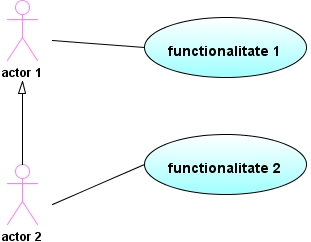 functionalitate 1
actor 1
functionalitate 2
actor 2